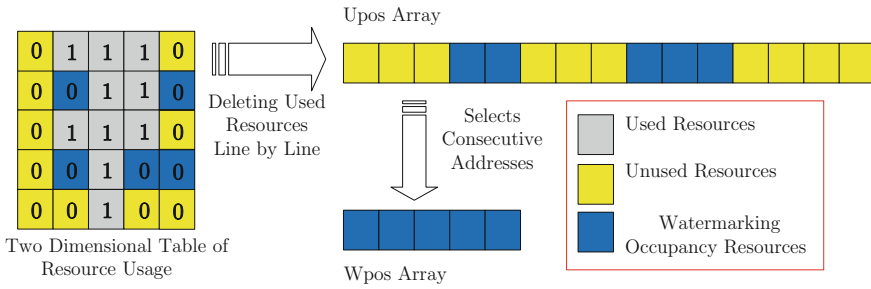 Upos Array
0 1 1 1 0
0 0 1 1 0
0 1 1 1 0
0 0 1 0 0
0 0 1 0 0
Deleting Used
Resources
Line by Line
Selects
Consecutive
Addresses
Used Resources
Unused Resources
Watermarking
Occupancy Resources
Two Dimensional Table of
Resource Usage
Wpos Array